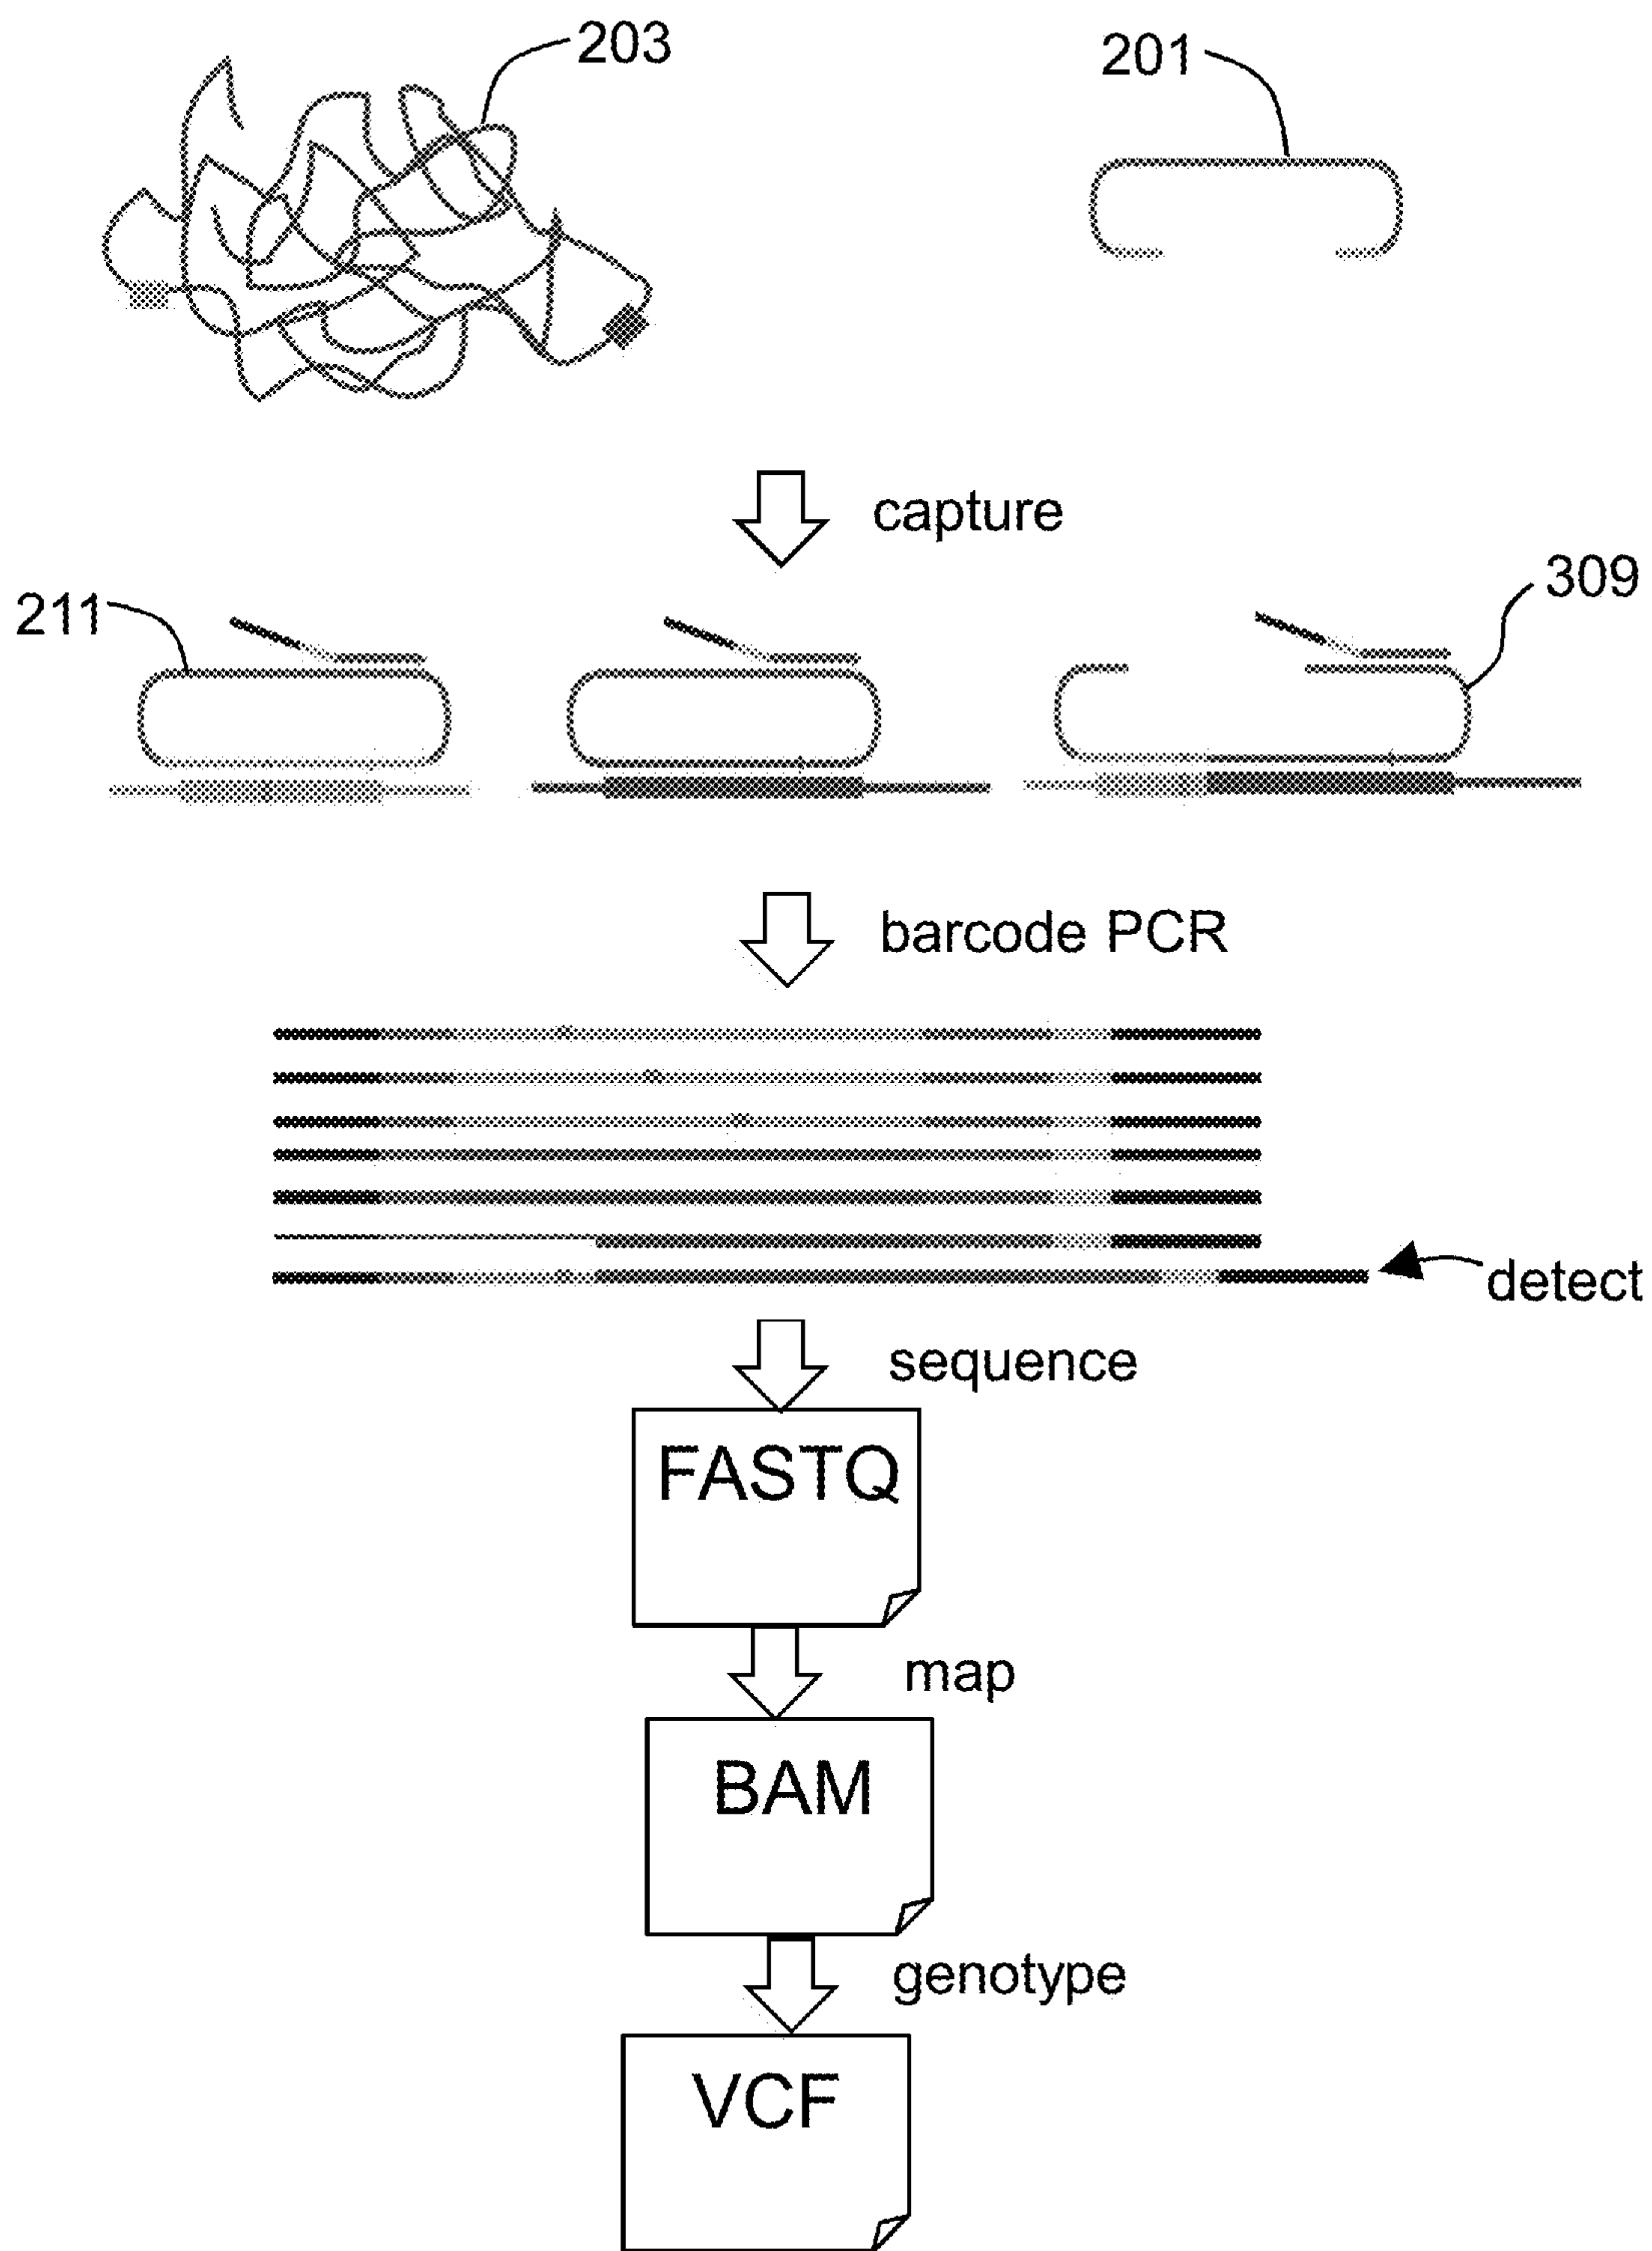 203
201
capture
211
309
barcode PCR
detect
sequence
FASTQ
map
BAM
genotype
VCF